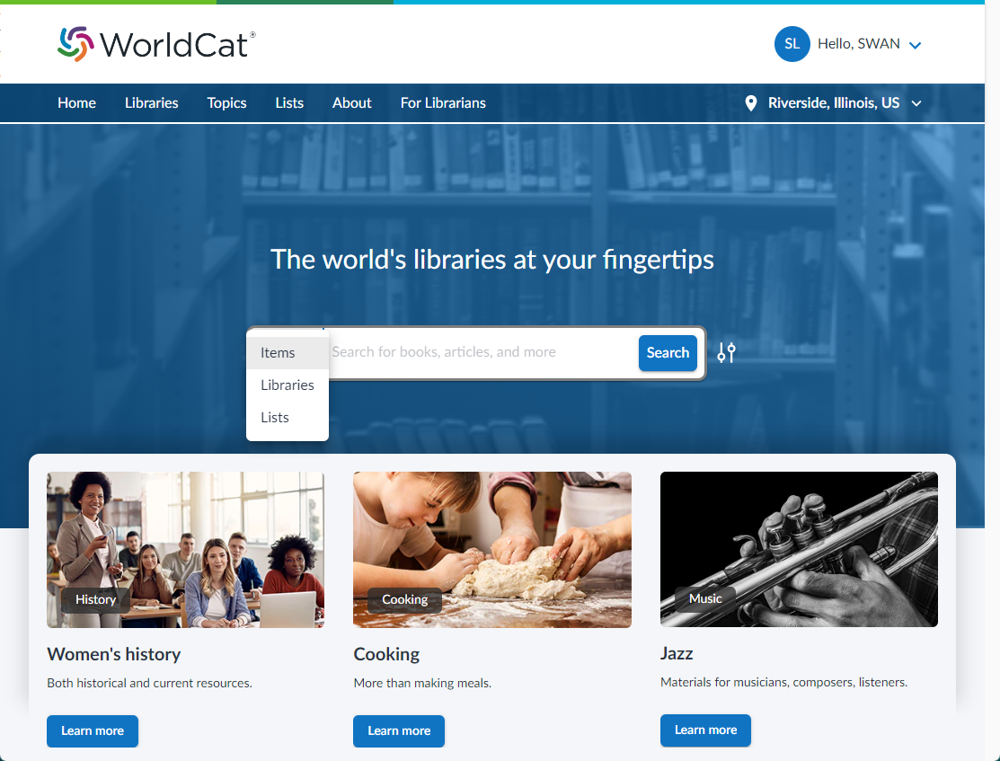 WorldCat®
SL
Hello, SWAN
Home
Libraries
Topics
Lists
About
For Librarians
Riverside, Illinois, US
The world's libraries at your fingertips
Items
Search for books, articles, and more
Search
Libraries
Lists
History
Cooking
Music
Women's history
Cooking
Jazz
Both historical and current resources.
More than making meals.
Materials for musicians, composers, listeners.
Learn more
Learn more
Learn more